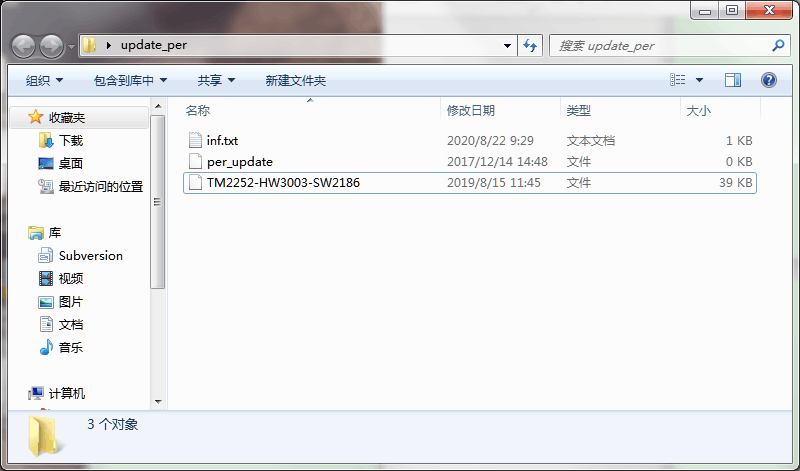 update_per
搜索 update_per
组织 包含到库中 共享 新建文件夹
收藏夹
下载
桌面
最近访问的位置
库
Subversion
视频
图片
文档
音乐
计算机
名称 修改日期 类型 大小
inf.txt 2020/8/22 9:29 文本文档 1 KB
per_update 2017/12/14 14:48 文件 0 KB
TM2252-HW3003-SW2186 2019/8/15 11:45 文件 39 KB
3 个对象